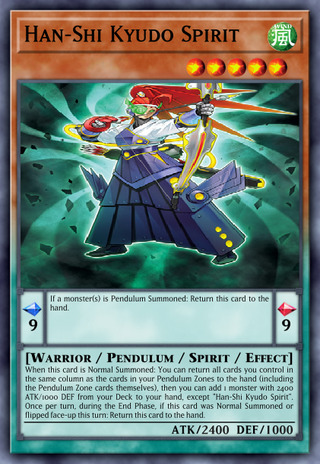 Han-Shi Kyudo Spirit
WIND
風
If a monster(s) is Pendulum Summoned: Return this card to the
hand.
9
9
[Warrior / Pendulum / Spirit / Effect]
When this card is Normal Summoned: You can return all cards you control in
the same column as the cards in your Pendulum Zones to the hand (including
the Pendulum Zone cards themselves), then you can add 1 monster with 2400
ATK/1000 DEF from your Deck to your hand, except "Han-Shi Kyudo Spirit".
Once per turn, during the End Phase, if this card was Normal Summoned or
flipped face-up this turn: Return this card to the hand.
ATK/2400 DEF/1000